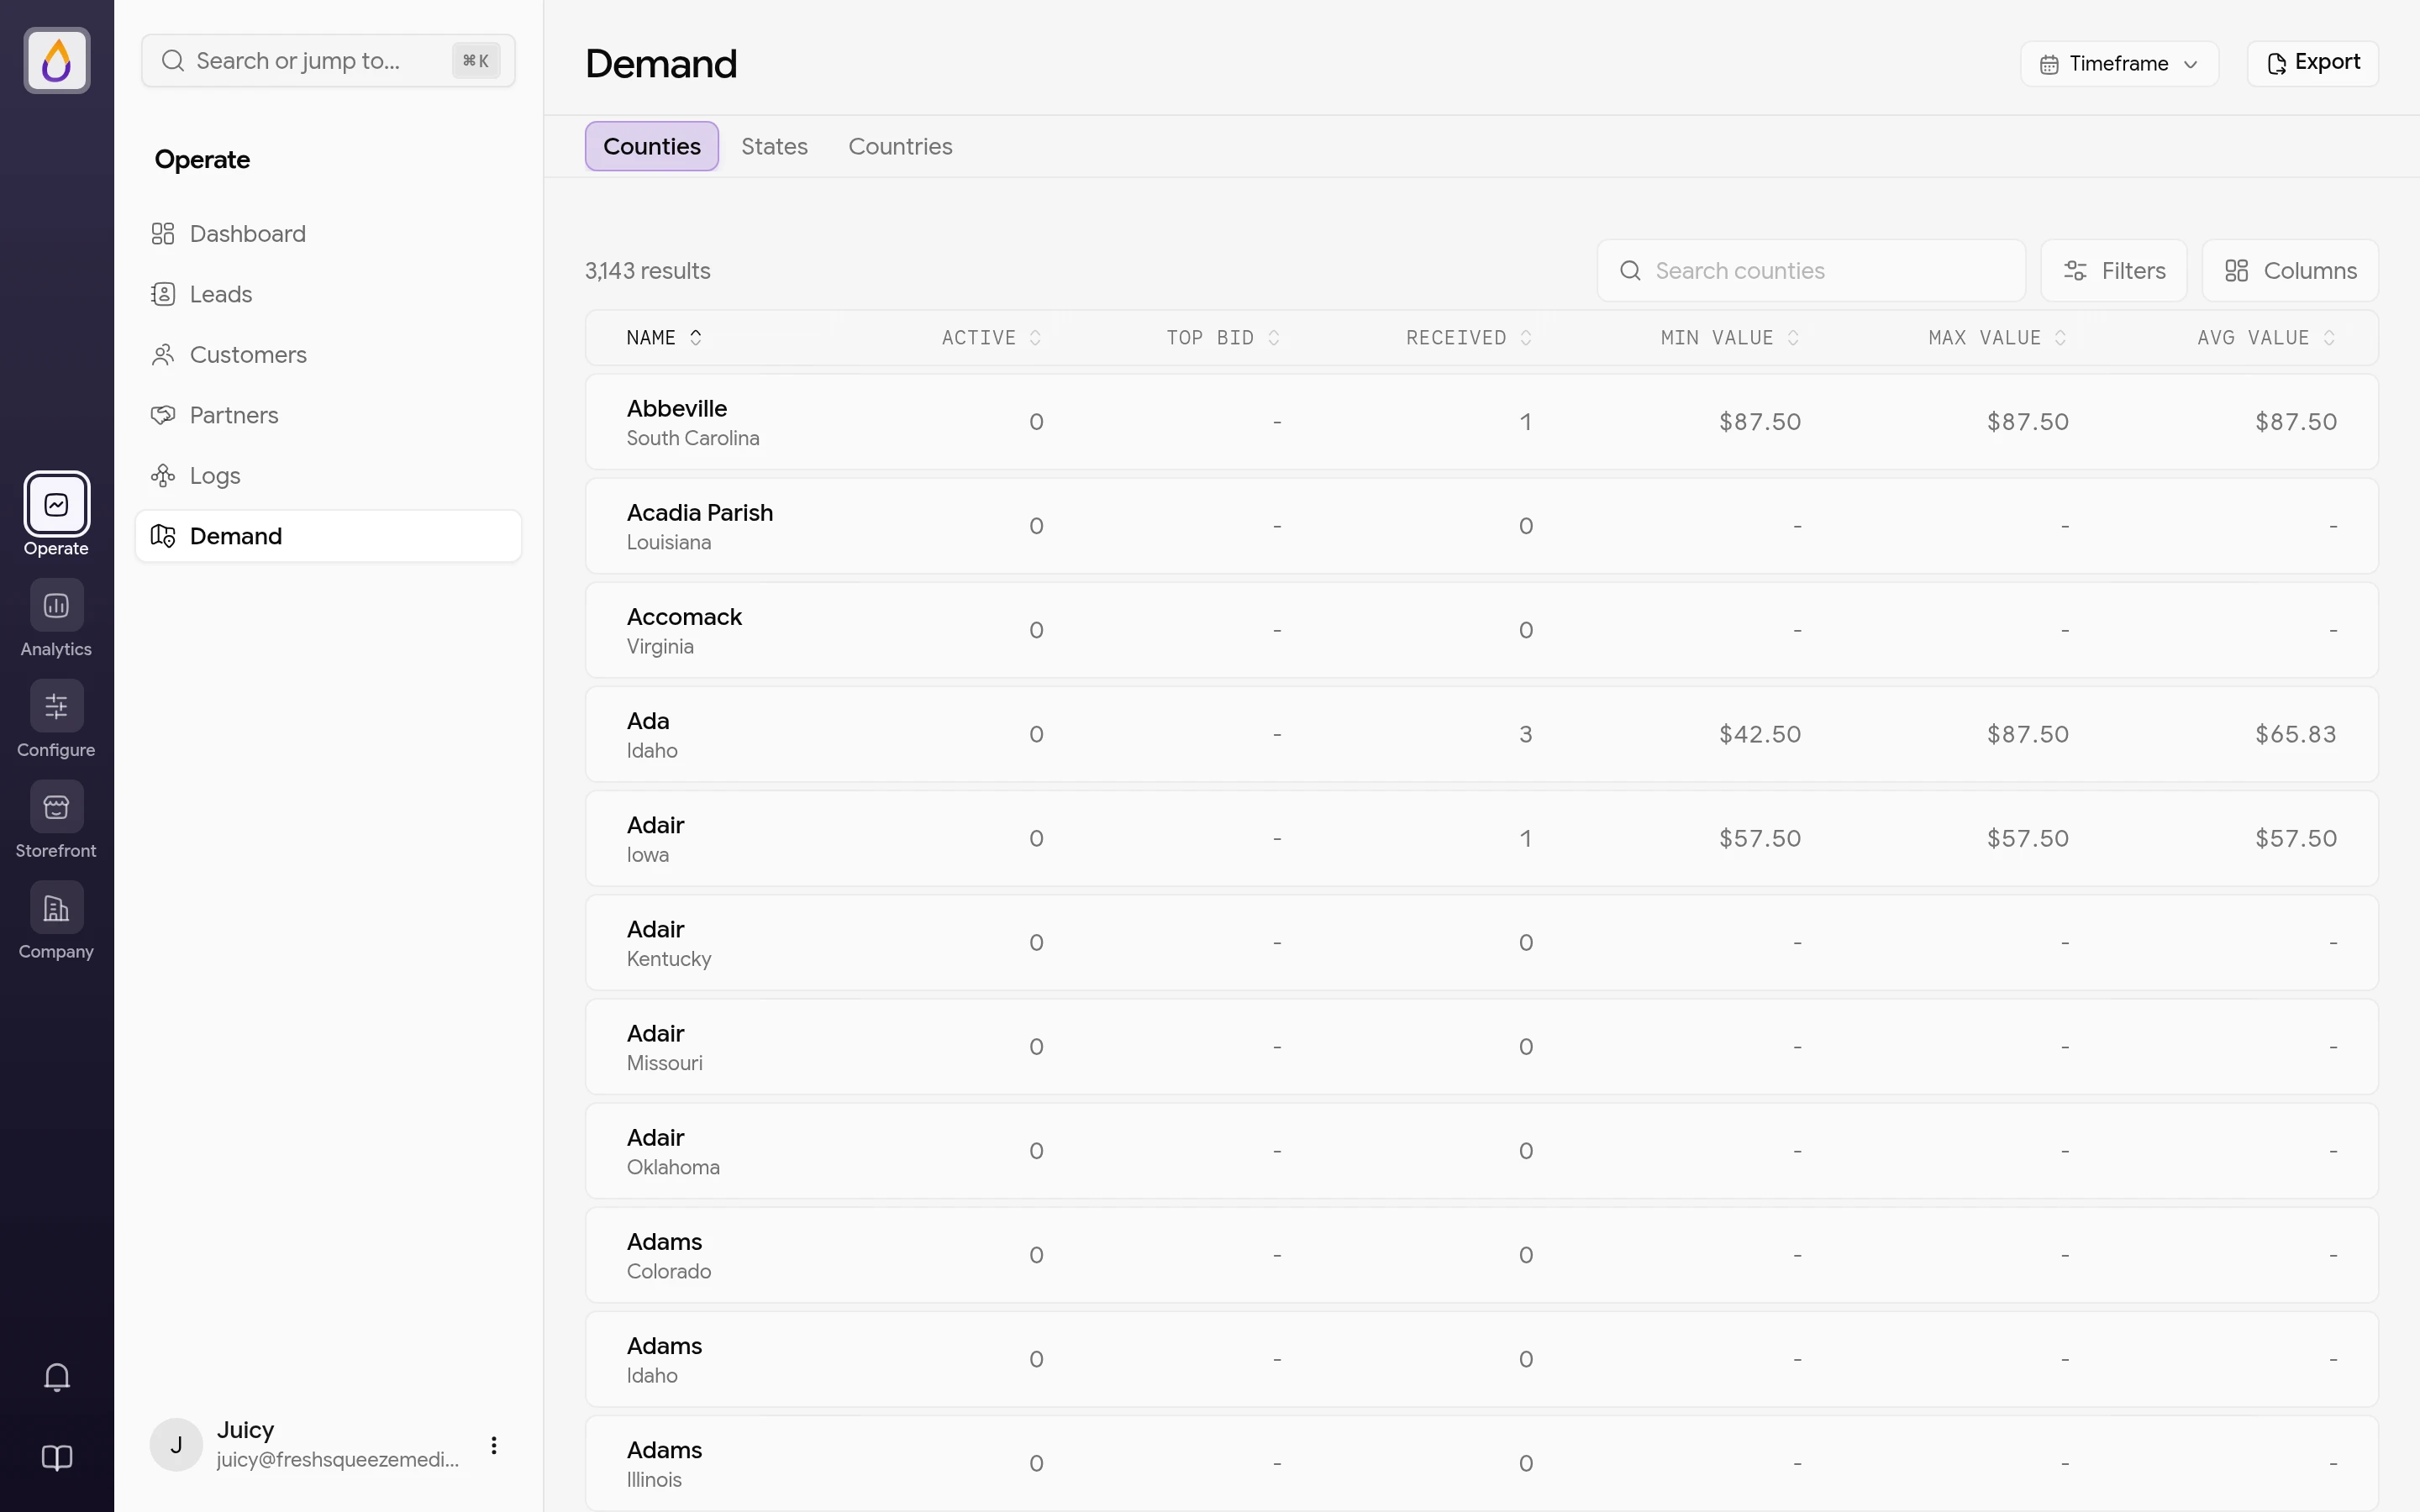 Search or jump to... ⌘K
Operate
Dashboard
Leads
Customers
Partners
Logs
Demand
Operate
Analytics
Configure
Storefront
Company
J
Juicy
juicy@freshsqueezemedi...
Demand
Timeframe
Export
Counties States Countries
3,143 results
Search counties
Filters
Columns
NAME ACTIVE TOP BID RECEIVED MIN VALUE MAX VALUE AVG VALUE
Abbeville
South Carolina
0 - 1 $87.50 $87.50 $87.50
Acadia Parish
Louisiana
0 - 0 - - -
Accomack
Virginia
0 - 0 - - -
Ada
Idaho
0 - 3 $42.50 $87.50 $65.83
Adair
Iowa
0 - 1 $57.50 $57.50 $57.50
Adair
Kentucky
0 - 0 - - -
Adair
Missouri
0 - 0 - - -
Adair
Oklahoma
0 - 0 - - -
Adams
Colorado
0 - 0 - - -
Adams
Idaho
0 - 0 - - -
Adams
Illinois
0 - 0 - - -